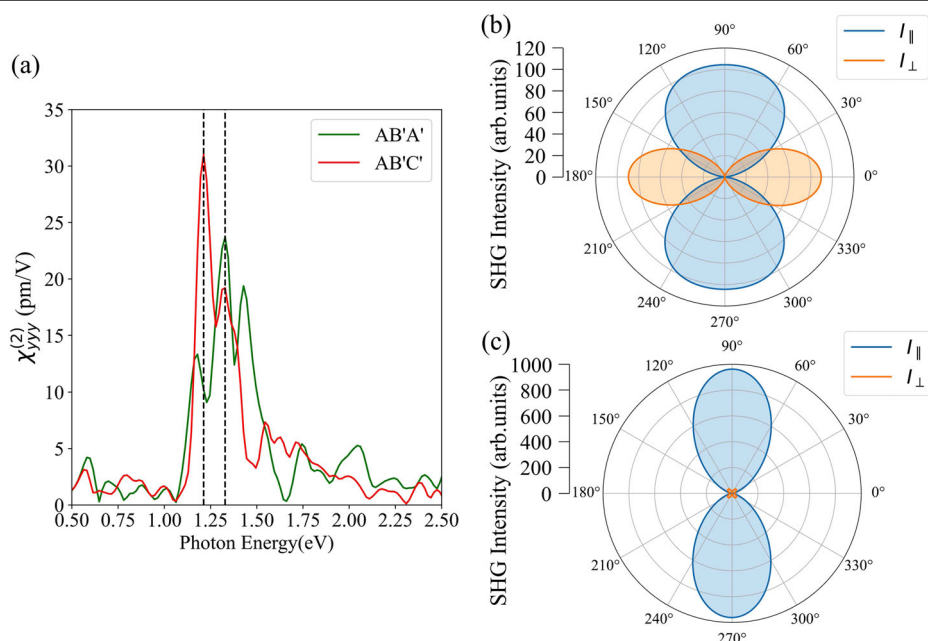 (a)
35
30
25
20
15
10
5
0
χ(2)yyy (pm/V)
AB'A'
AB'C'
0.50 0.75 1.00 1.25 1.50 1.75 2.00 2.25 2.50
Photon Energy(eV)
(b)
SHG Intensity (arb.units)
120
100
80
60
40
20
0
90°
120° 60°
150° 30°
180° 0°
210° 330°
240° 300°
270°
I∥
I⊥
(c)
SHG Intensity (arb.units)
1000
800
600
400
200
0
90°
120° 60°
150° 30°
180° 0°
210° 330°
240° 300°
270°
I∥
I⊥